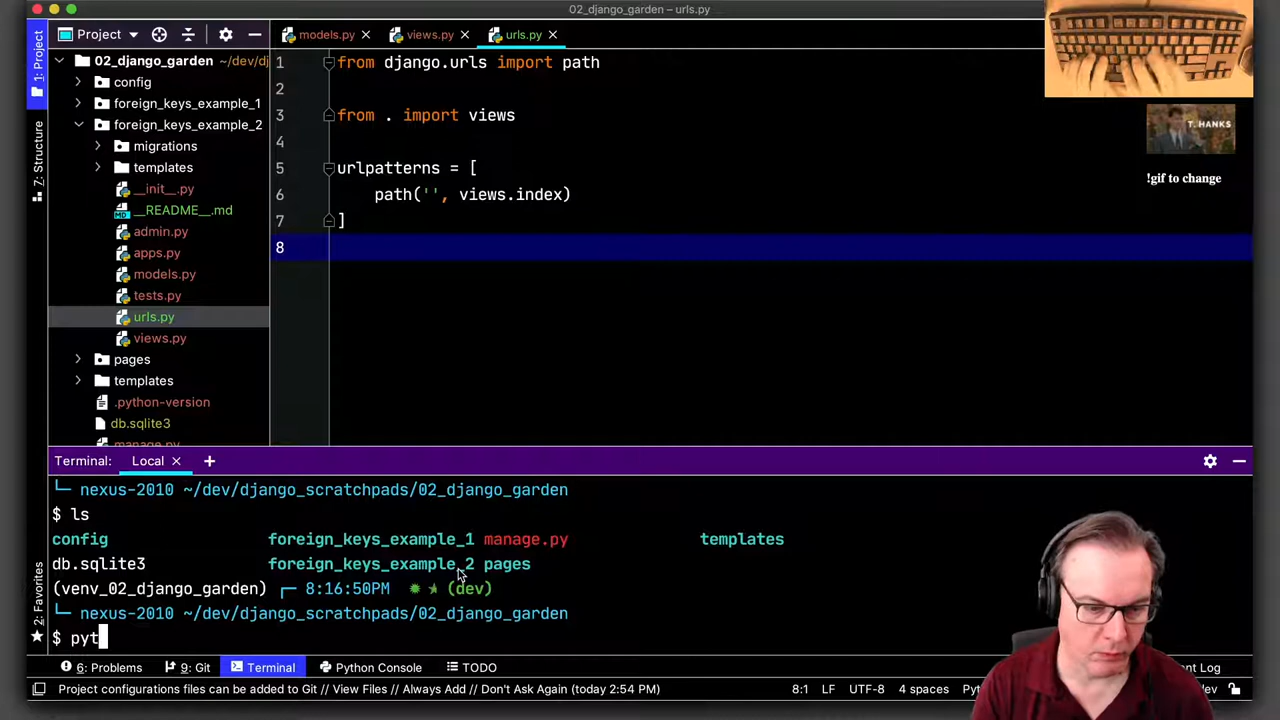 02_django_garden – urls.py
1: Project
Project
models.py
views.py
urls.py
02_django_garden ~/dev/dj
config
foreign_keys_example_1
foreign_keys_example_2
migrations
templates
__init__.py
__README__.md
admin.py
apps.py
models.py
tests.py
urls.py
views.py
pages
templates
.python-version
db.sqlite3
manage.py
7: Structure
2: Favorites
1 from django.urls import path
2
3 from . import views
4
5 urlpatterns = [
6 path('', views.index)
7 ]
8
T. HANKS
!gif to change
Terminal: Local +
└─ nexus-2010 ~/dev/django_scratchpads/02_django_garden
$ ls
config foreign_keys_example_1 manage.py templates
db.sqlite3 foreign_keys_example_2 pages
(venv_02_django_garden) ┌─ 8:16:50PM ✹ ★ (dev)
└─ nexus-2010 ~/dev/django_scratchpads/02_django_garden
$ pyt
6: Problems 9: Git Terminal Python Console TODO nt Log
Project configurations files can be added to Git // View Files // Always Add // Don't Ask Again (today 2:54 PM) 8:1 LF UTF-8 4 spaces Pyt